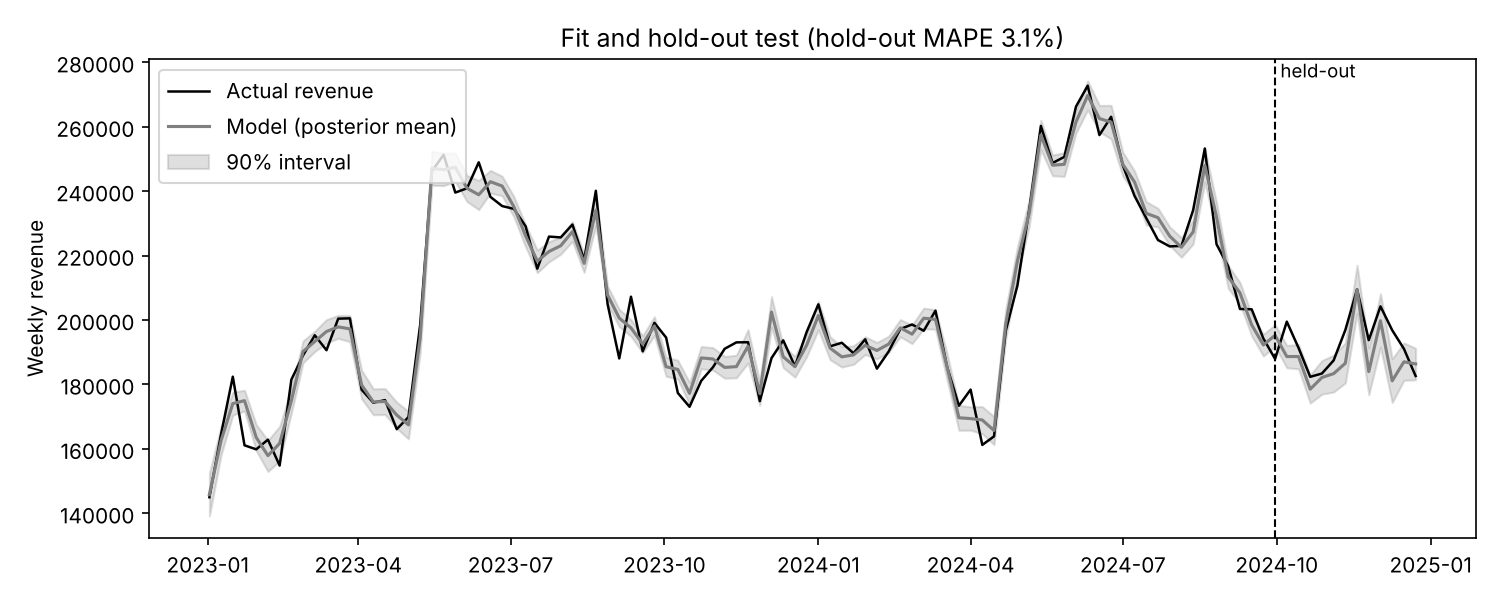 Fit and hold-out test (hold-out MAPE 3.1%)
280000
260000
240000
220000
200000
180000
160000
140000
Weekly revenue
Actual revenue
Model (posterior mean)
90% interval
held-out
2023-01
2023-04
2023-07
2023-10
2024-01
2024-04
2024-07
2024-10
2025-01